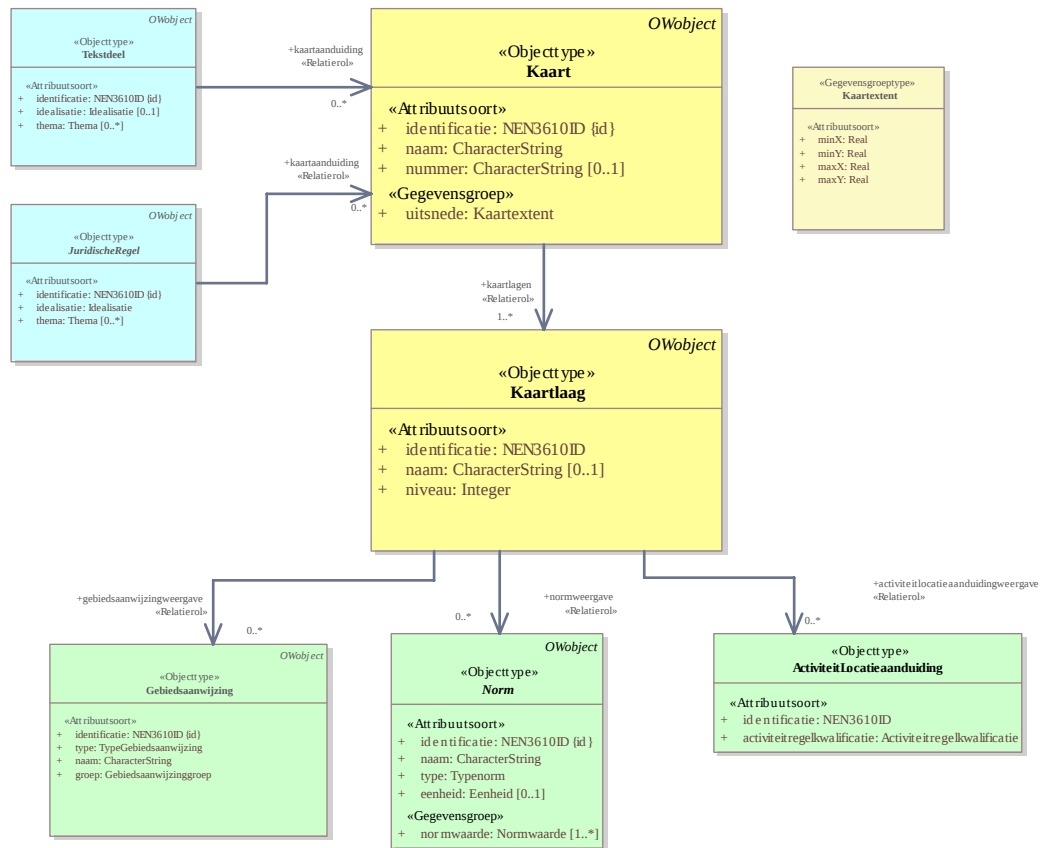 OWobject
«Objecttype»
Tekstdeel
«Attribuutsoort»
+ identificatie: NEN3610ID {id}
+ idealisatie: Idealisatie [0..1]
+ thema: Thema [0..*]
+kaartaanduiding
«Relatierol»
0..*
OWobject
«Objecttype»
Kaart
«Attribuutsoort»
+ identificatie: NEN3610ID {id}
+ naam: CharacterString
+ nummer: CharacterString [0..1]
«Gegevensgroep»
+ uitsnede: Kaartextent
«Gegevensgroeptype»
Kaartextent
«Attribuutsoort»
+ minX: Real
+ minY: Real
+ maxX: Real
+ maxY: Real
+kaartaanduiding
«Relatierol»
0..*
OWobject
«Objecttype»
JuridischeRegel
«Attribuutsoort»
+ identificatie: NEN3610ID {id}
+ idealisatie: Idealisatie
+ thema: Thema [0..*]
+kaartlagen
«Relatierol»
1..*
OWobject
«Objecttype»
Kaartlaag
«Attribuutsoort»
+ identificatie: NEN3610ID
+ naam: CharacterString [0..1]
+ niveau: Integer
+gebiedsaanwijzingweergave
«Relatierol»
0..*
+normweergave
«Relatierol»
0..*
+activiteitlocatieaanduidingweergave
«Relatierol»
0..*
OWobject
«Objecttype»
Gebiedsaanwijzing
«Attribuutsoort»
+ identificatie: NEN3610ID {id}
+ type: TypeGebiedsaanwijzing
+ naam: CharacterString
+ groep: Gebiedsaanwijzinggroep
OWobject
«Objecttype»
Norm
«Attribuutsoort»
+ identificatie: NEN3610ID {id}
+ naam: CharacterString
+ type: Typenorm
+ eenheid: Eenheid [0..1]
«Gegevensgroep»
+ normwaarde: Normwaarde [1..*]
«Objecttype»
ActiviteitLocatieaanduiding
«Attribuutsoort»
+ identificatie: NEN3610ID
+ activiteitregelkwalificatie: Activiteitregelkwalificatie